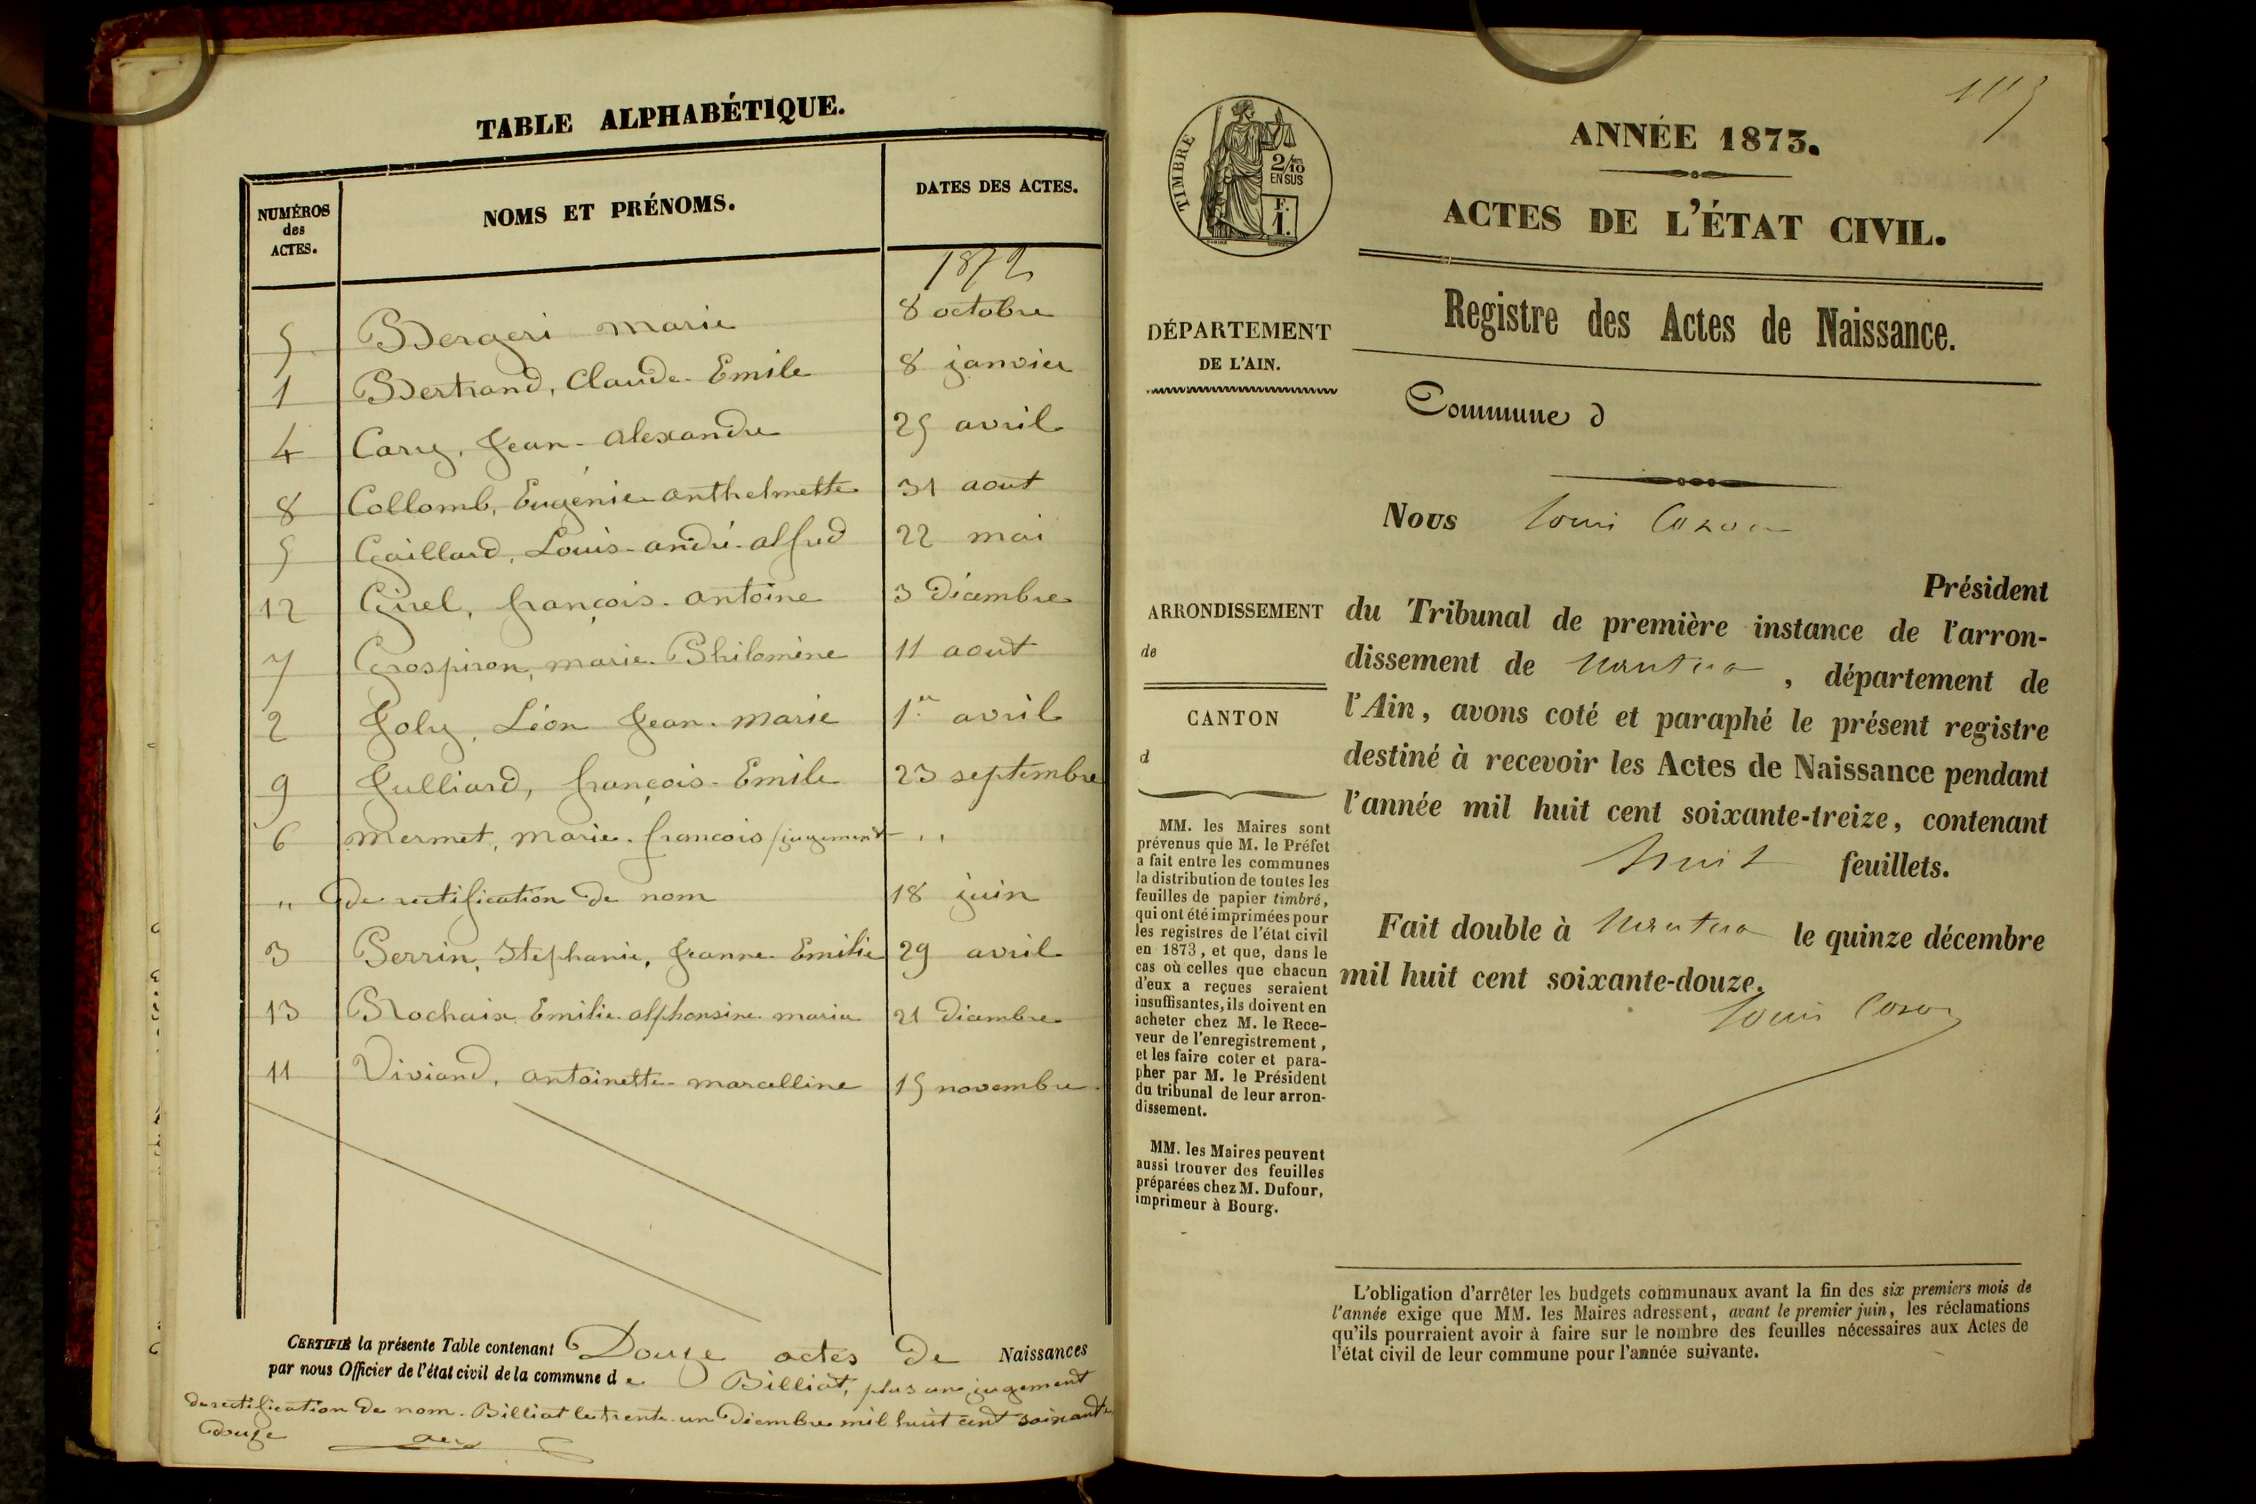 TABLE ALPHABÉTIQUE.
NUMÉROS des ACTES.
NOMS ET PRÉNOMS.
DATES DES ACTES.
1872
5 Bergeri marie 8 octobre
1 Bertrand, Claude-Emile 8 janvier
4 Cary, Jean-alexandre 25 avril
8 Collomb, Eugénie anthelmette 31 aout
5 Gaillard, Louis-andré-alfred 22 mai
12 Girel, françois-antoine 3 Décembre
7 Grospiron, marie-Philomène 11 aout
2 Joly, Léon Jean-marie 1er avril
9 Julliard, françois-Emile 23 septembre
6 mermet, marie-francois (jugement - ,,
,, de rectification de nom 18 juin
3 Perrin, Stephanie, Jeanne Emilie 29 avril
13 Rochaix Emilie alphonsine maria 21 Décembre
11 Viviand, antoinette-marcelline 15 novembre
CERTIFIÉ la présente Table contenant Douze actes de Naissances
par nous Officier de l'état civil de la commune de Billiat, plus un jugement
de rectification de nom. Billiat le trente-un Décembre mil huit cent soixante
Douze
TIMBRE
2/10
EN SUS
F.
1.
DÉPARTEMENT
DE L'AIN.
ARRONDISSEMENT
de
CANTON
d
MM. les Maires sont
prévenus que M. le Préfet
a fait entre les communes
la distribution de toutes les
feuilles de papier timbré,
qui ont été imprimées pour
les registres de l'état civil
en 1873, et que, dans le
cas où celles que chacun
d'eux a reçues seraient
insuffisantes, ils doivent en
acheter chez M. le Rece-
veur de l'enregistrement,
et les faire coter et para-
pher par M. le Président
du tribunal de leur arron-
dissement.
MM. les Maires peuvent
aussi trouver des feuilles
préparées chez M. Dufour,
imprimeur à Bourg.
ANNÉE 1873.
ACTES DE L'ÉTAT CIVIL.
Registre des Actes de Naissance.
Commune d
Nous Louis
Président
du Tribunal de première instance de l'arron-
dissement de Nantua, département de
l'Ain, avons coté et paraphé le présent registre
destiné à recevoir les Actes de Naissance pendant
l'année mil huit cent soixante-treize, contenant
huit feuillets.
Fait double à Nantua le quinze décembre
mil huit cent soixante-douze.
Louis
L'obligation d'arrêter les budgets communaux avant la fin des six premiers mois de
l'année exige que MM. les Maires adressent, avant le premier juin, les réclamations
qu'ils pourraient avoir à faire sur le nombre des feuilles nécessaires aux Actes de
l'état civil de leur commune pour l'année suivante.